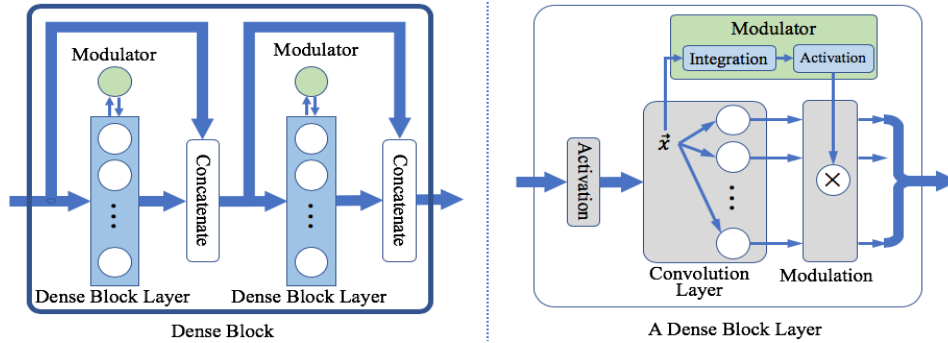 Modulator
Modulator
...
...
Concatenate
Concatenate
Dense Block Layer
Dense Block Layer
Dense Block
Modulator
Integration
Activation
Activation
x⃗
...
×
Convolution
Layer
Modulation
A Dense Block Layer